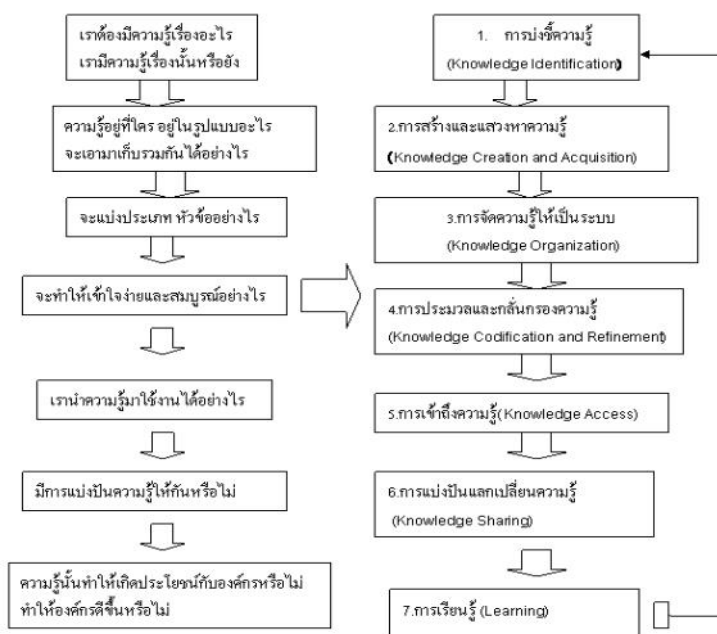 เราต้องมีความรู้เรื่องอะไร
เรามีความรู้เรื่องนั้นหรือยัง
ความรู้อยู่ที่ใคร อยู่ในรูปแบบอะไร
จะเอามาเก็บรวมกันได้อย่างไร
จะแบ่งประเภท หัวข้ออย่างไร
จะทำให้เข้าใจง่ายและสมบูรณ์อย่างไร
เรานำความรู้มาใช้งานได้อย่างไร
มีการแบ่งปันความรู้ให้กันหรือไม่
ความรู้นั้นทำให้เกิดประโยชน์กับองค์กรหรือไม่
ทำให้องค์กรดีขึ้นหรือไม่
1. การบ่งชี้ความรู้
(Knowledge Identification)
2.การสร้างและแสวงหาความรู้
(Knowledge Creation and Acquisition)
3.การจัดความรู้ให้เป็นระบบ
(Knowledge Organization)
4.การประมวลและกลั่นกรองความรู้
(Knowledge Codification and Refinement)
5.การเข้าถึงความรู้(Knowledge Access)
6.การแบ่งปันแลกเปลี่ยนความรู้
(Knowledge Sharing)
7.การเรียนรู้ (Learning)